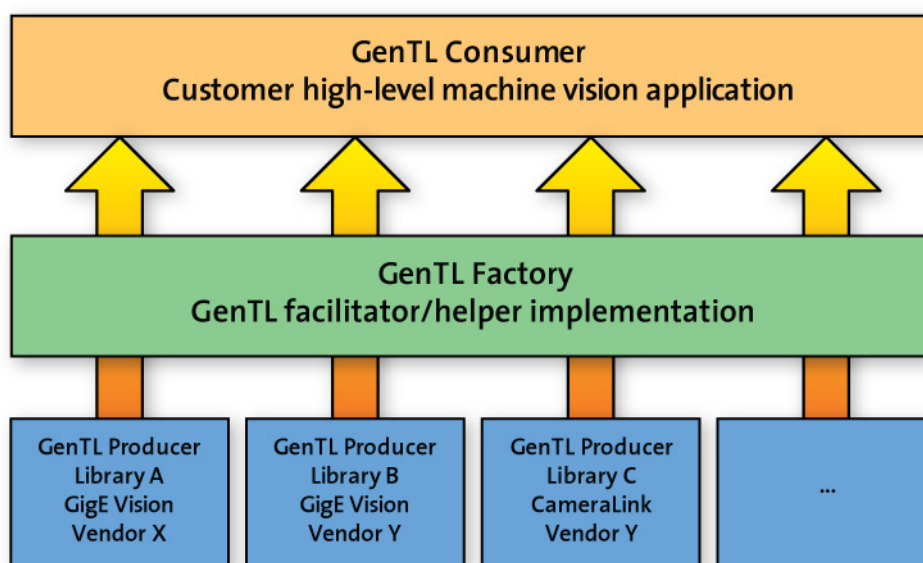 GenTL Consumer
Customer high-level machine vision application
GenTL Factory
GenTL facilitator/helper implementation
GenTL Producer
Library A
GigE Vision
Vendor X
GenTL Producer
Library B
GigE Vision
Vendor Y
GenTL Producer
Library C
CameraLink
Vendor Y
...